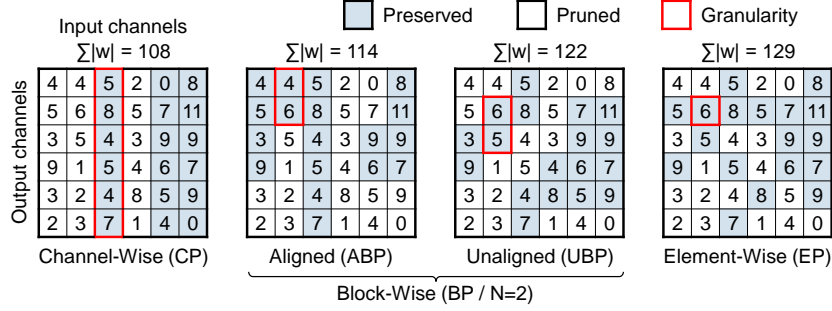 Input channels
Preserved Pruned Granularity
∑|w| = 108 ∑|w| = 114 ∑|w| = 122 ∑|w| = 129
Output channels
4 4 5 2 0 8 4 4 5 2 0 8 4 4 5 2 0 8 4 4 5 2 0 8
5 6 8 5 7 11 5 6 8 5 7 11 5 6 8 5 7 11 5 6 8 5 7 11
3 5 4 3 9 9 3 5 4 3 9 9 3 5 4 3 9 9 3 5 4 3 9 9
9 1 5 4 6 7 9 1 5 4 6 7 9 1 5 4 6 7 9 1 5 4 6 7
3 2 4 8 5 9 3 2 4 8 5 9 3 2 4 8 5 9 3 2 4 8 5 9
2 3 7 1 4 0 2 3 7 1 4 0 2 3 7 1 4 0 2 3 7 1 4 0
Channel-Wise (CP) Aligned (ABP) Unaligned (UBP) Element-Wise (EP)
Block-Wise (BP / N=2)